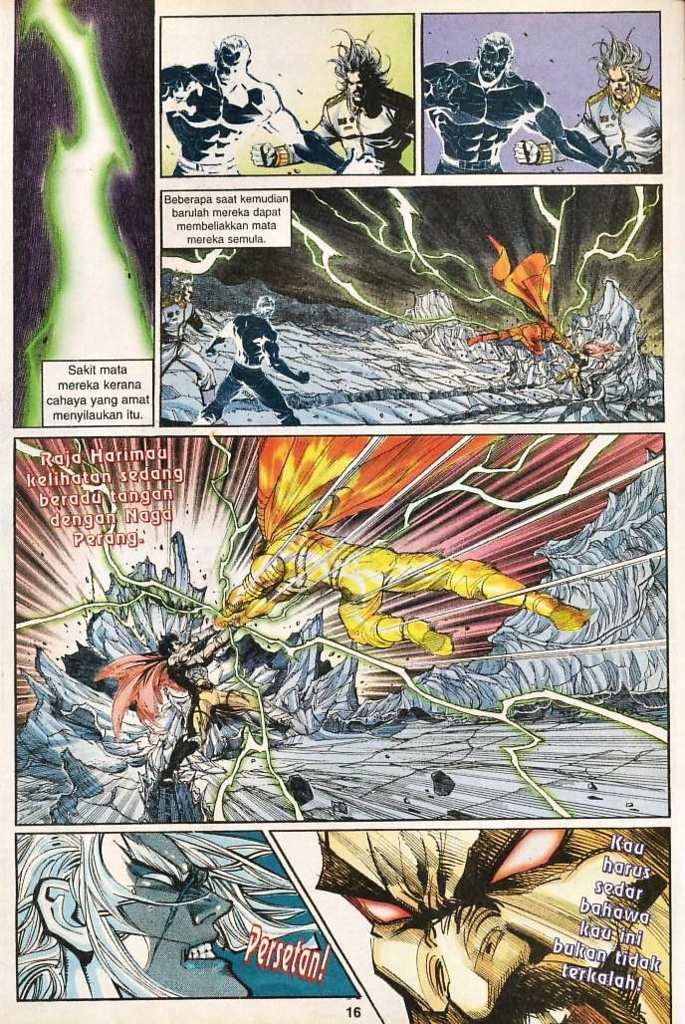 Sakit mata
mereka kerana
cahaya yang amat
menyilaukan itu.
Beberapa saat kemudian
barulah mereka dapat
membeliakkan mata
mereka semula.
Raja Harimau
kelihatan sedang
beradu tangan
dengan Naga
Perang.
Persetan!
Kau
harus
sedar
bahawa
kau ini
bukan tidak
terkalah!
16